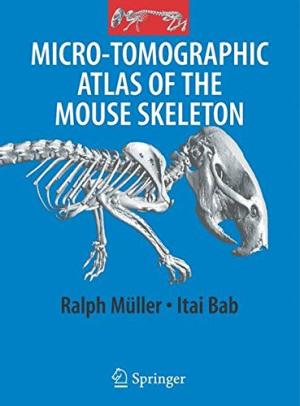 MICRO-TOMOGRAPHIC
ATLAS OF THE
MOUSE SKELETON
Ralph Müller • Itai Bab
Springer